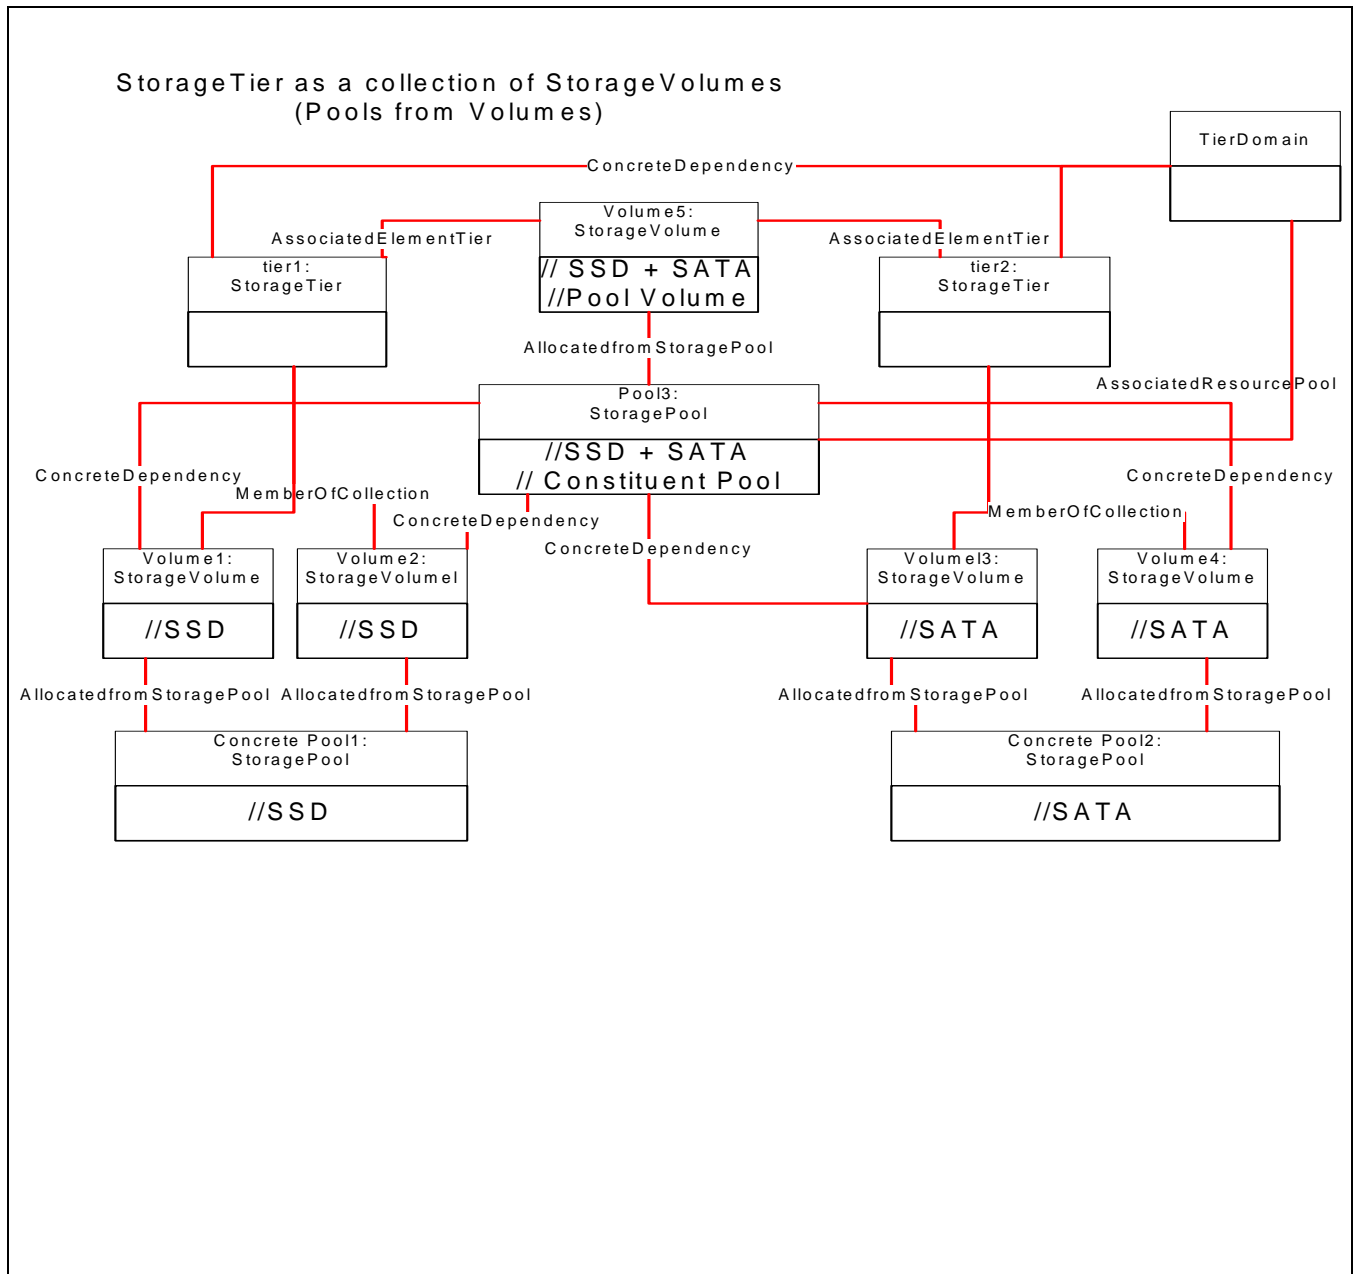 StorageTier as a collection of StorageVolumes
(Pools from Volumes)
TierDomain
ConcreteDependency
Volume5:
StorageVolume
AssociatedElementTier
AssociatedElementTier
// SSD + SATA
//Pool Volume
tier1:
StorageTier
tier2:
StorageTier
AllocatedfromStoragePool
AssociatedResourcePool
Pool3:
StoragePool
//SSD + SATA
// Constituent Pool
ConcreteDependency
MemberOfCollection
ConcreteDependency
ConcreteDependency
MemberOfCollection
ConcreteDependency
Volume1:
StorageVolume
Volume2:
StorageVolumel
Volumel3:
StorageVolume
Volume4:
StorageVolume
//SSD
//SSD
//SATA
//SATA
AllocatedfromStoragePool
AllocatedfromStoragePool
AllocatedfromStoragePool
AllocatedfromStoragePool
Concrete Pool1:
StoragePool
Concrete Pool2:
StoragePool
//SSD
//SATA